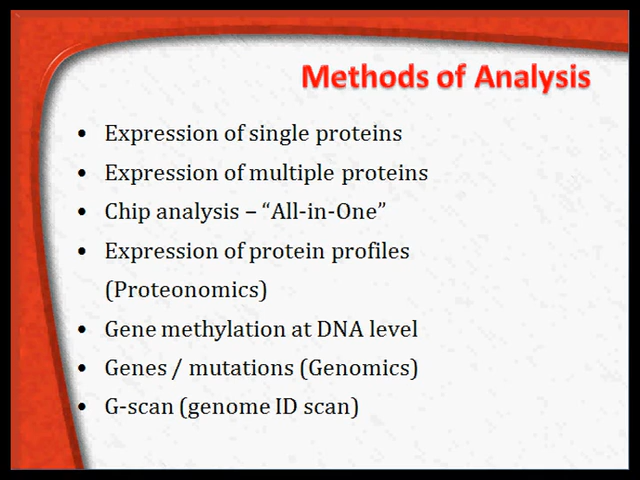 Methods of Analysis
• Expression of single proteins
• Expression of multiple proteins
• Chip analysis – “All-in-One”
• Expression of protein profiles
(Proteonomics)
• Gene methylation at DNA level
• Genes / mutations (Genomics)
• G-scan (genome ID scan)